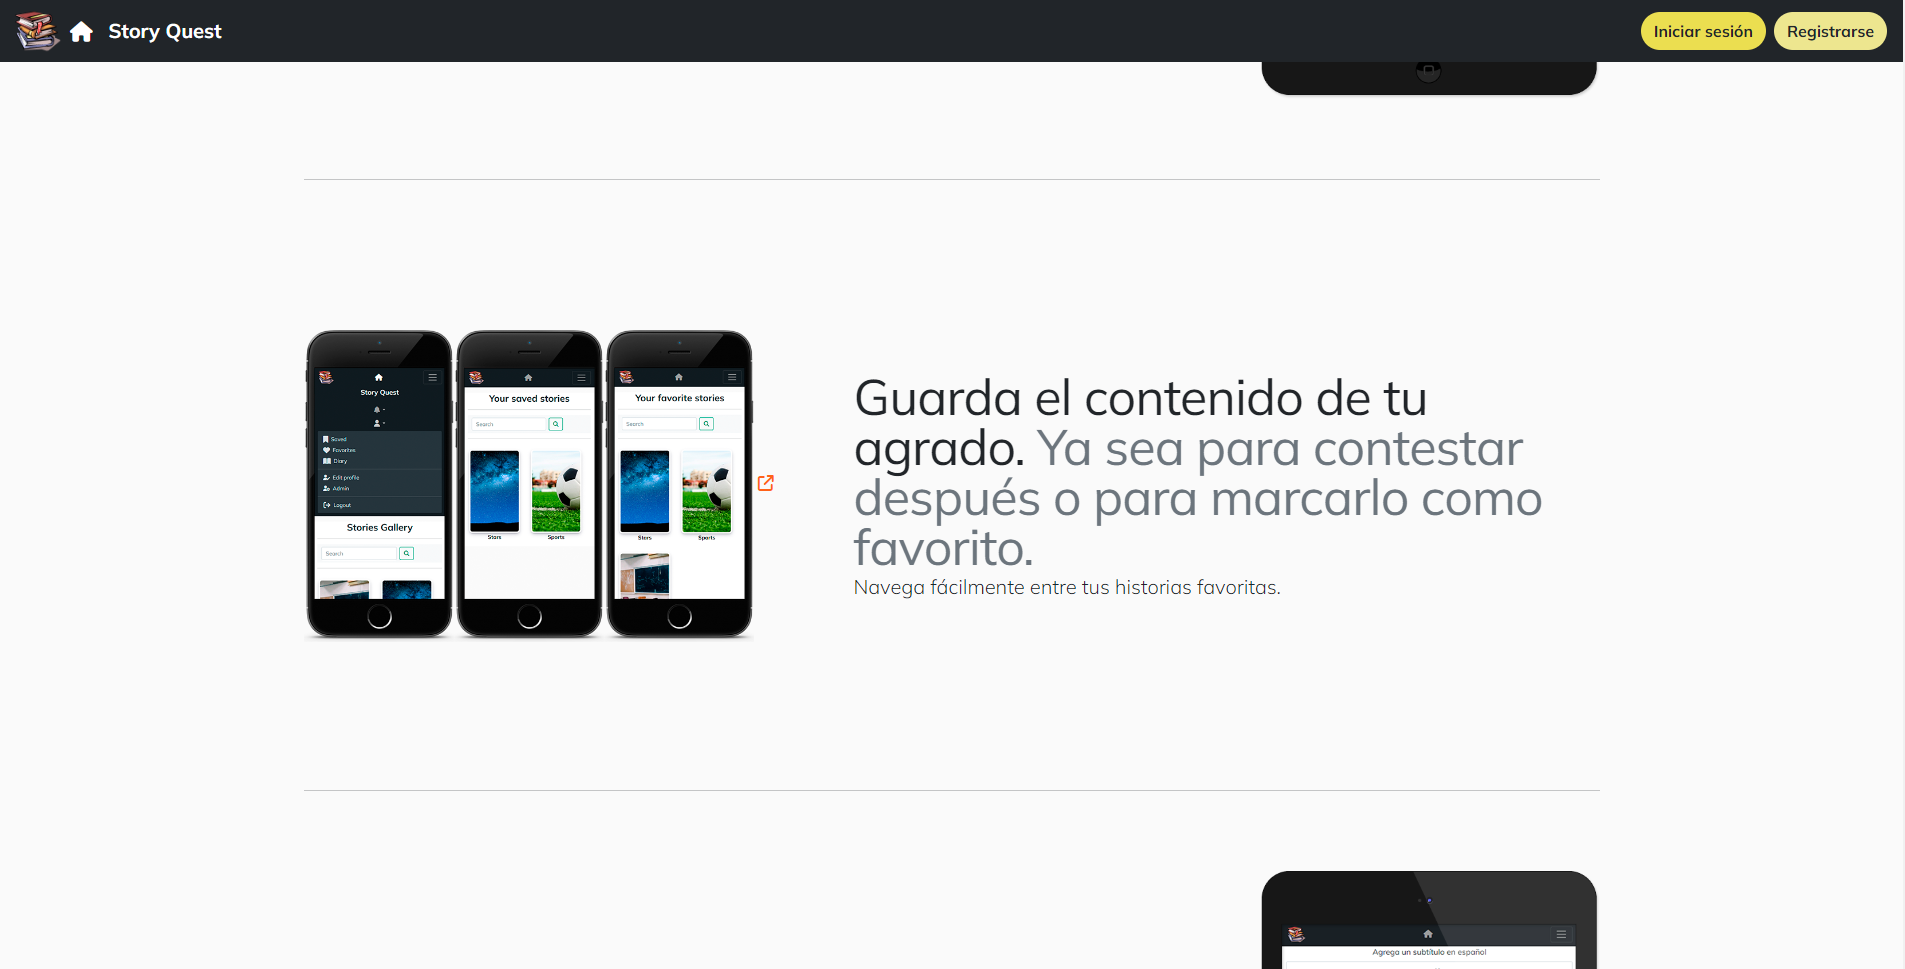 Story Quest
Iniciar sesión
Registrarse
Story Quest
Saved
Favorites
Diary
Edit profile
Admin
Logout
Stories Gallery
Search
Your saved stories
Search
Stars
Sports
Your favorite stories
Search
Stars
Sports
Guarda el contenido de tu
agrado. Ya sea para contestar
después o para marcarlo como
favorito.
Navega fácilmente entre tus historias favoritas.
Agrega un subtítulo en español